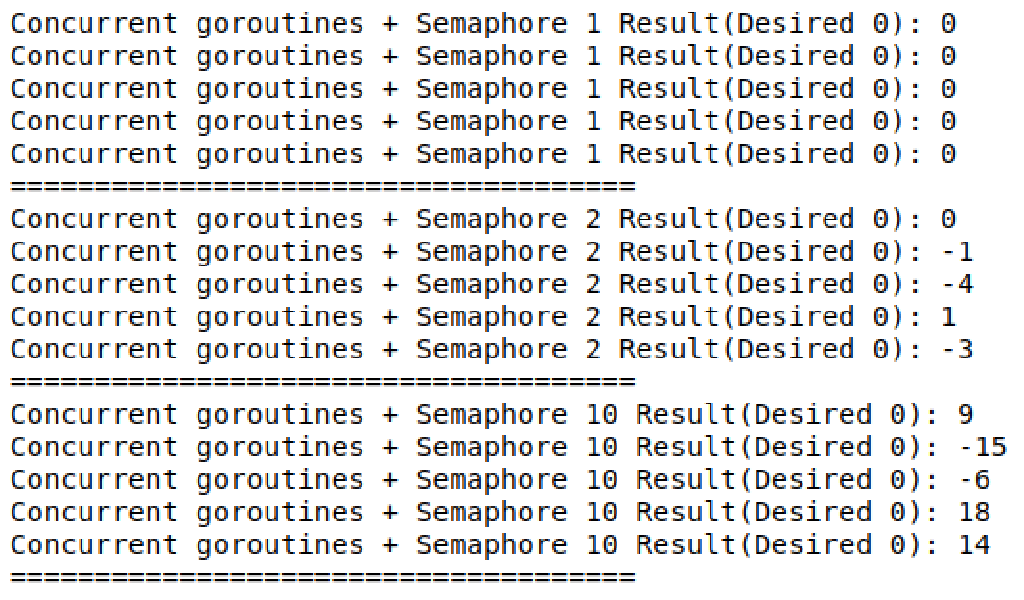 Concurrent goroutines + Semaphore 1 Result(Desired 0): 0
Concurrent goroutines + Semaphore 1 Result(Desired 0): 0
Concurrent goroutines + Semaphore 1 Result(Desired 0): 0
Concurrent goroutines + Semaphore 1 Result(Desired 0): 0
Concurrent goroutines + Semaphore 1 Result(Desired 0): 0
=====================================
Concurrent goroutines + Semaphore 2 Result(Desired 0): 0
Concurrent goroutines + Semaphore 2 Result(Desired 0): -1
Concurrent goroutines + Semaphore 2 Result(Desired 0): -4
Concurrent goroutines + Semaphore 2 Result(Desired 0): 1
Concurrent goroutines + Semaphore 2 Result(Desired 0): -3
=====================================
Concurrent goroutines + Semaphore 10 Result(Desired 0): 9
Concurrent goroutines + Semaphore 10 Result(Desired 0): -15
Concurrent goroutines + Semaphore 10 Result(Desired 0): -6
Concurrent goroutines + Semaphore 10 Result(Desired 0): 18
Concurrent goroutines + Semaphore 10 Result(Desired 0): 14
=====================================